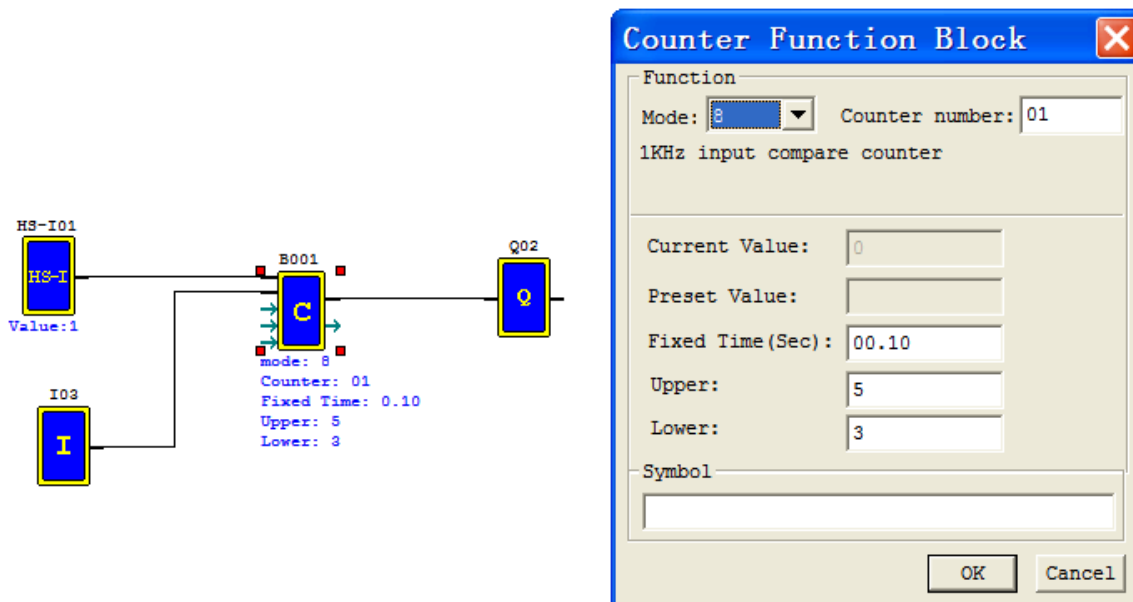 HS-I01
HS-I
Value:1
I03
I
B001
C
mode: 8
Counter: 01
Fixed Time: 0.10
Upper: 5
Lower: 3
Q02
Q
Counter Function Block
Function
Mode: 8 Counter number: 01
1KHz input compare counter
Current Value: 0
Preset Value:
Fixed Time(Sec): 00.10
Upper: 5
Lower: 3
Symbol
OK Cancel